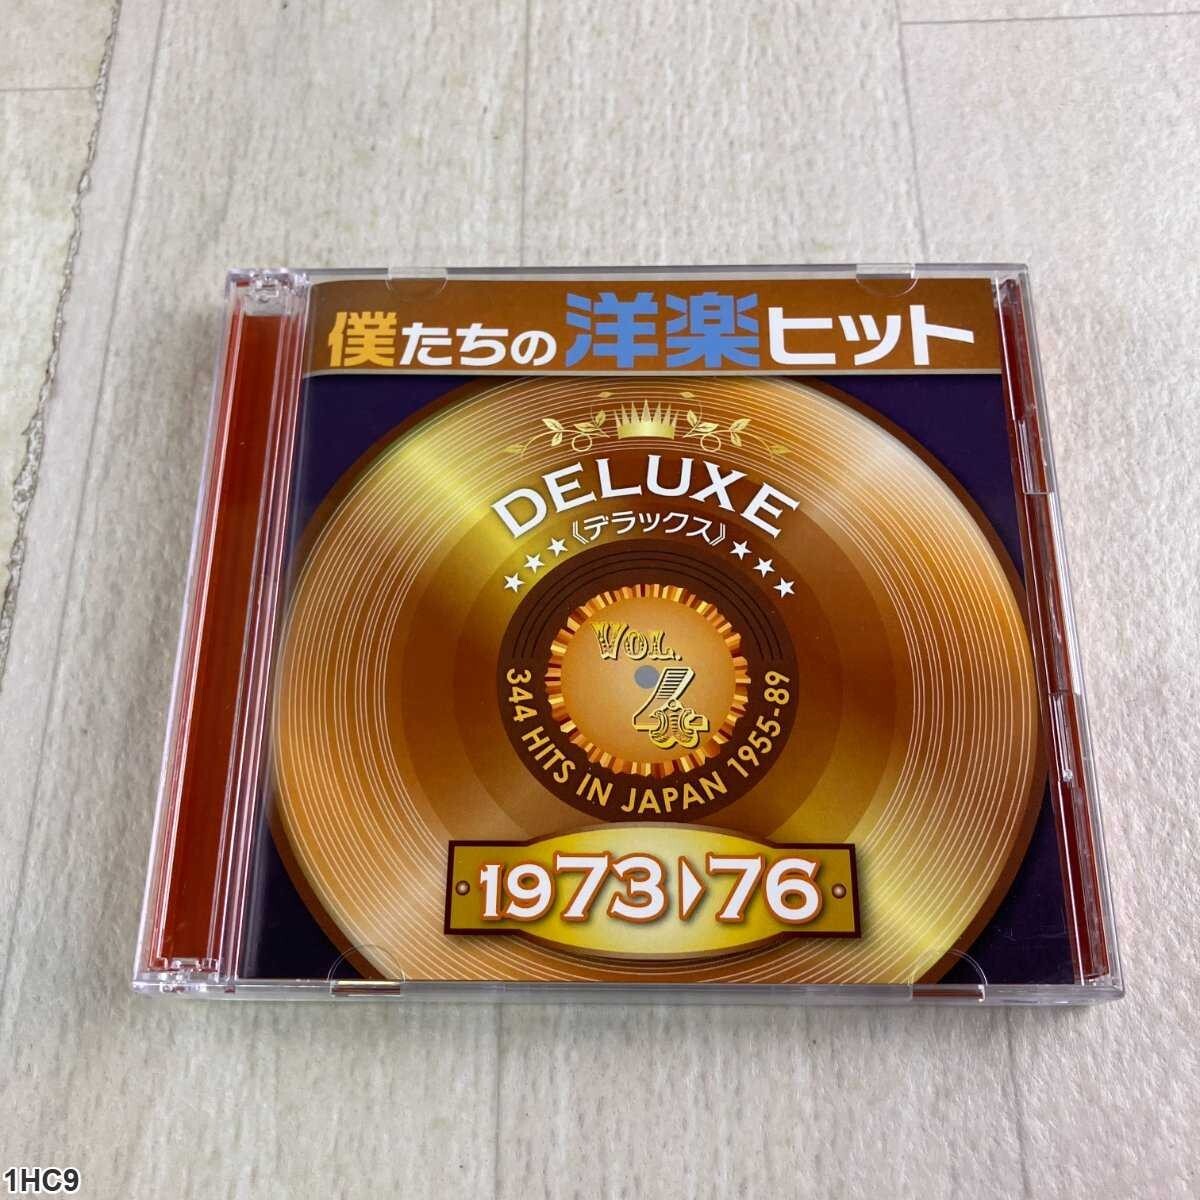 僕たちの洋楽ヒット
DELUXE
《デラックス》
VOL.
4
344 HITS IN JAPAN 1955-89
1973▶76
1HC9